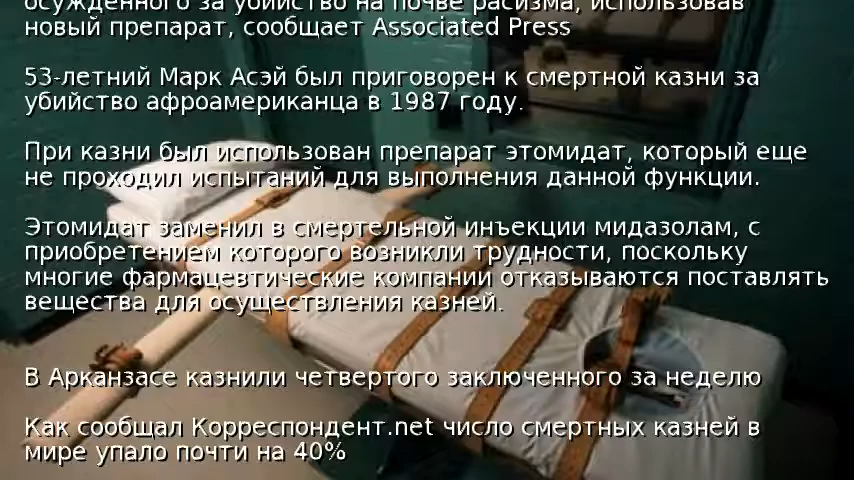 осужденного за убийство на почве расизма, использовав
новый препарат, сообщает Associated Press
53-летний Марк Асэй был приговорен к смертной казни за
убийство афроамериканца в 1987 году.
При казни был использован препарат этомидат, который еще
не проходил испытаний для выполнения данной функции.
Этомидат заменил в смертельной инъекции мидазолам, с
приобретением которого возникли трудности, поскольку
многие фармацевтические компании отказываются поставлять
вещества для осуществления казней.
В Арканзасе казнили четвертого заключенного за неделю
Как сообщал Корреспондент.net число смертных казней в
мире упало почти на 40%